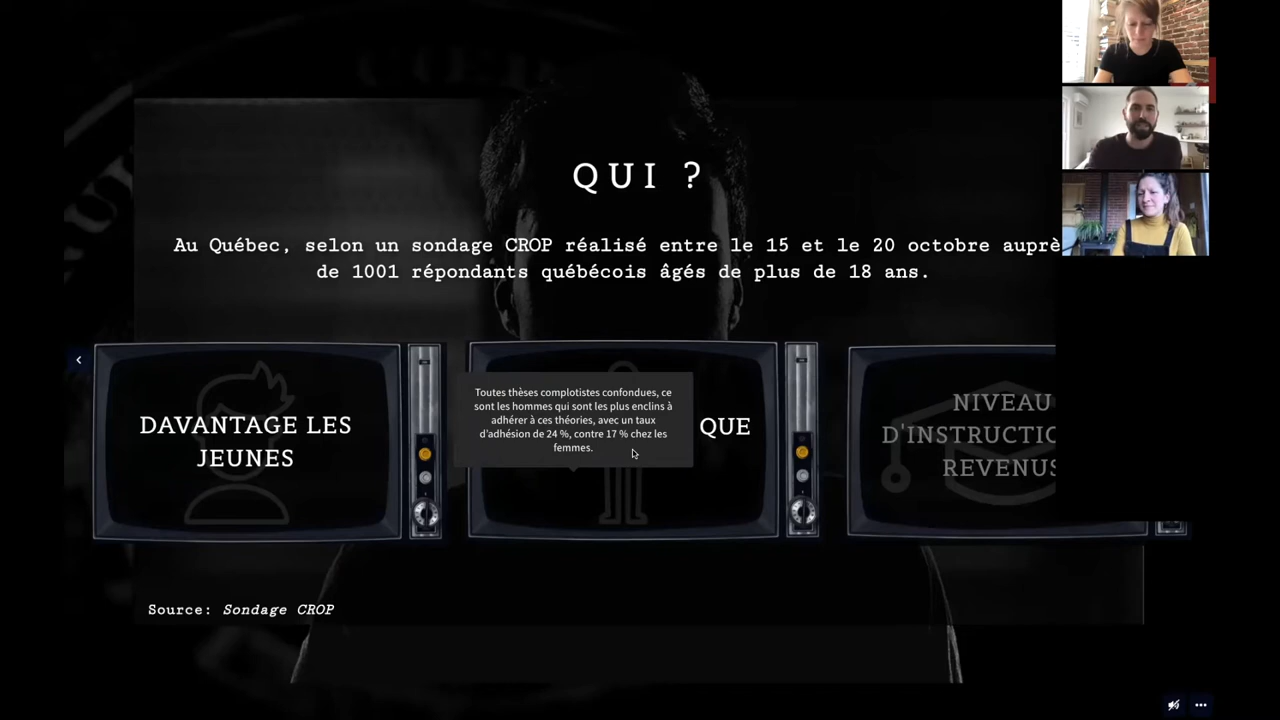 QUI ?
Au Québec, selon un sondage CROP réalisé entre le 15 et le 20 octobre auprè
de 1001 répondants québécois âgés de plus de 18 ans.
DAVANTAGE LES
JEUNES
Toutes thèses complotistes confondues, ce
sont les hommes qui sont les plus enclins à
adhérer à ces théories, avec un taux
d'adhésion de 24 %, contre 17 % chez les
femmes.
QUE
NIVEAU
D'INSTRUCTIO
REVENUS
Source: Sondage CROP